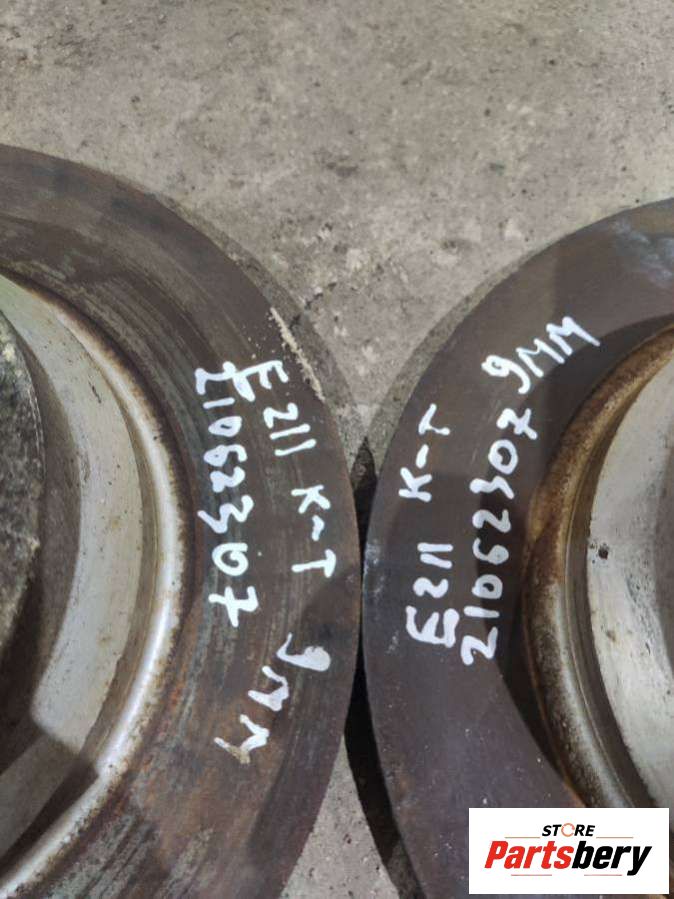 E211 K-T
21062307
9MM
E211 K-T
21062307 9MM
STORE
Partsbery